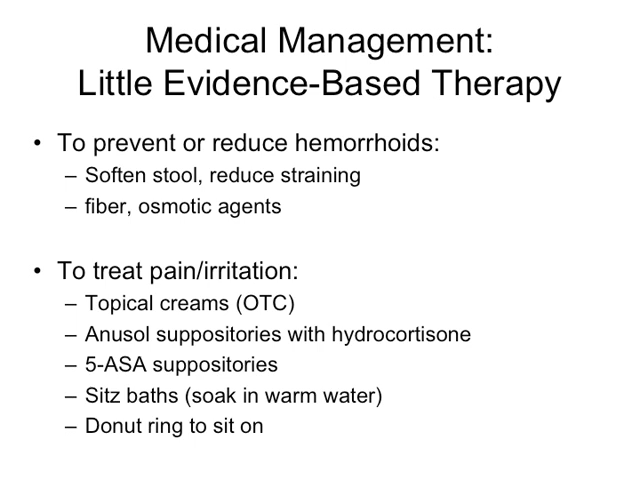 Medical Management:
Little Evidence-Based Therapy
• To prevent or reduce hemorrhoids:
– Soften stool, reduce straining
– fiber, osmotic agents
• To treat pain/irritation:
– Topical creams (OTC)
– Anusol suppositories with hydrocortisone
– 5-ASA suppositories
– Sitz baths (soak in warm water)
– Donut ring to sit on